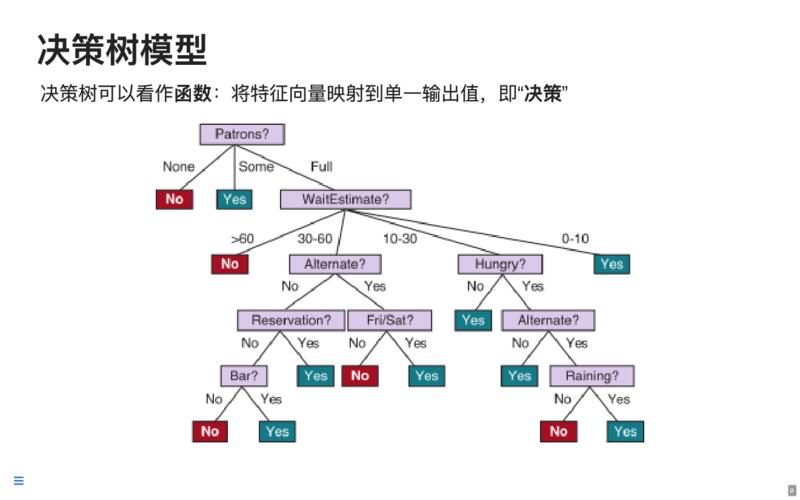 决策树模型
决策树可以看作函数：将特征向量映射到单一输出值，即“决策”
Patrons?
None Some Full
No Yes WaitEstimate?
>60 30-60 10-30 0-10
No Alternate? Hungry? Yes
No Yes No Yes
Reservation? Fri/Sat? Yes Alternate?
No Yes No Yes No Yes
Bar? Yes No Yes Yes Raining?
No Yes No Yes
No Yes No Yes